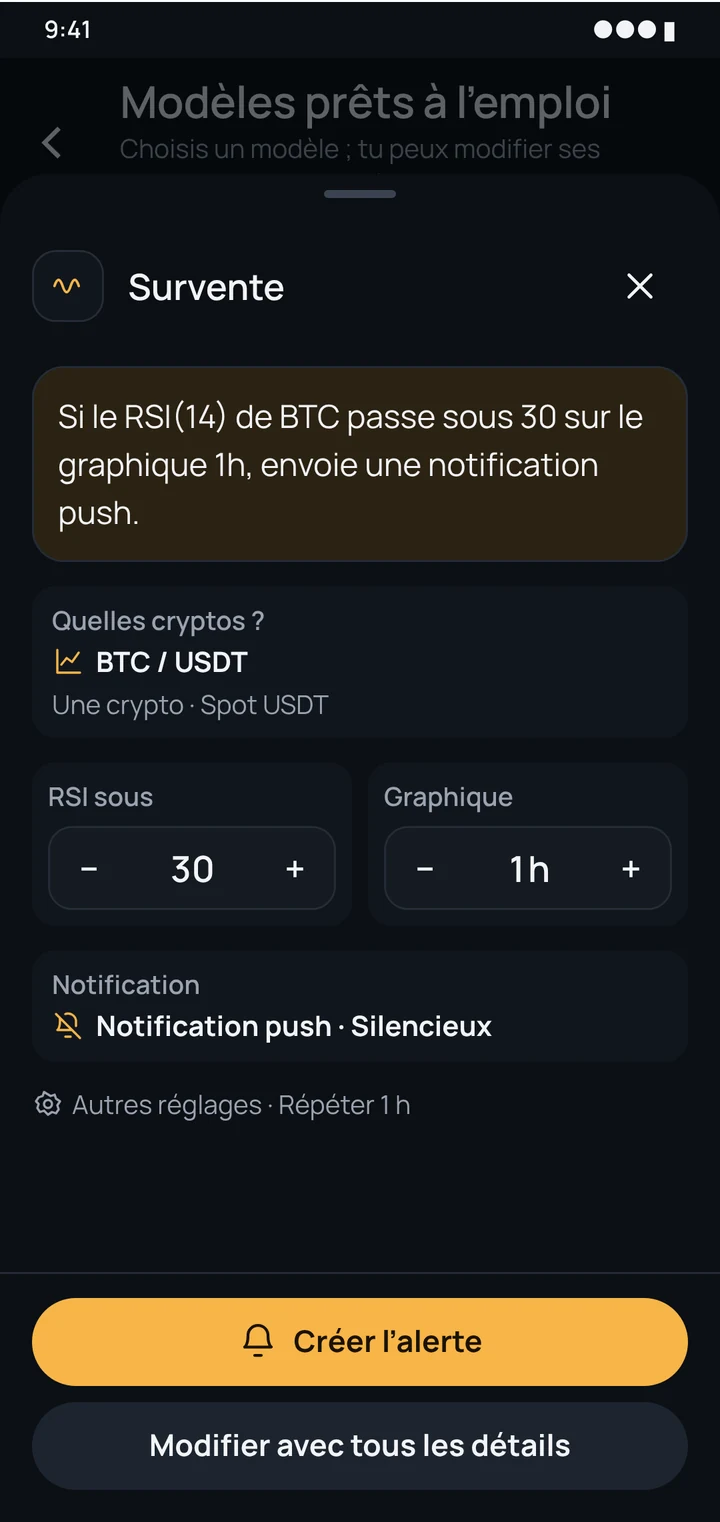 9:41
Modèles prêts à l’emploi
Choisis un modèle ; tu peux modifier ses
Survente
Si le RSI(14) de BTC passe sous 30 sur le
graphique 1h, envoie une notification
push.
Quelles cryptos ?
BTC / USDT
Une crypto · Spot USDT
RSI sous
Graphique
− 30 +
− 1h +
Notification
Notification push · Silencieux
Autres réglages · Répéter 1 h
Créer l’alerte
Modifier avec tous les détails